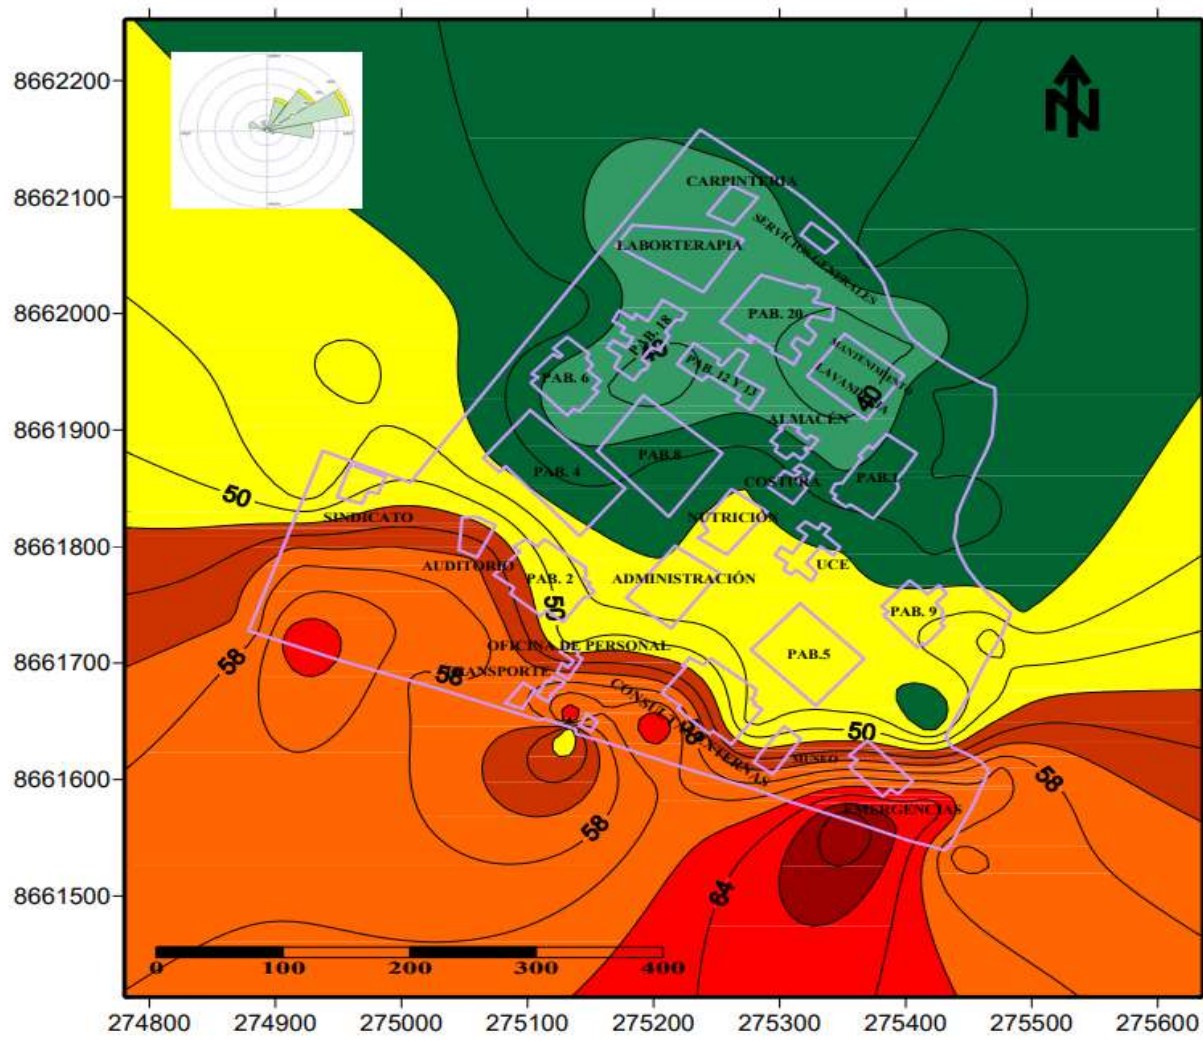 8662200
8662100
8662000
8661900
8661800
8661700
8661600
8661500
N
CARPINTERIA
SERVICIOS GENERALES
LABORTERAPIA
PAB. 20
PAB. 18
MANTENIMIENTO
LAVANDERIA
40
PAB. 6
PAB. 12 Y 13
ALMACÉN
PAB. 8
PAB. 4
PAB.1
COSTURA
50
NUTRICIÓN
SINDICATO
AUDITORIO
PAB. 2
ADMINISTRACIÓN
UCE
50
PAB. 9
OFICINA DE PERSONAL
PAB.5
58
58
TRANSPORTE
CONSULTAS EXTERNAS
50
MUSEO
58
58
EMERGENCIAS
64
0 100 200 300 400
274800 274900 275000 275100 275200 275300 275400 275500 275600